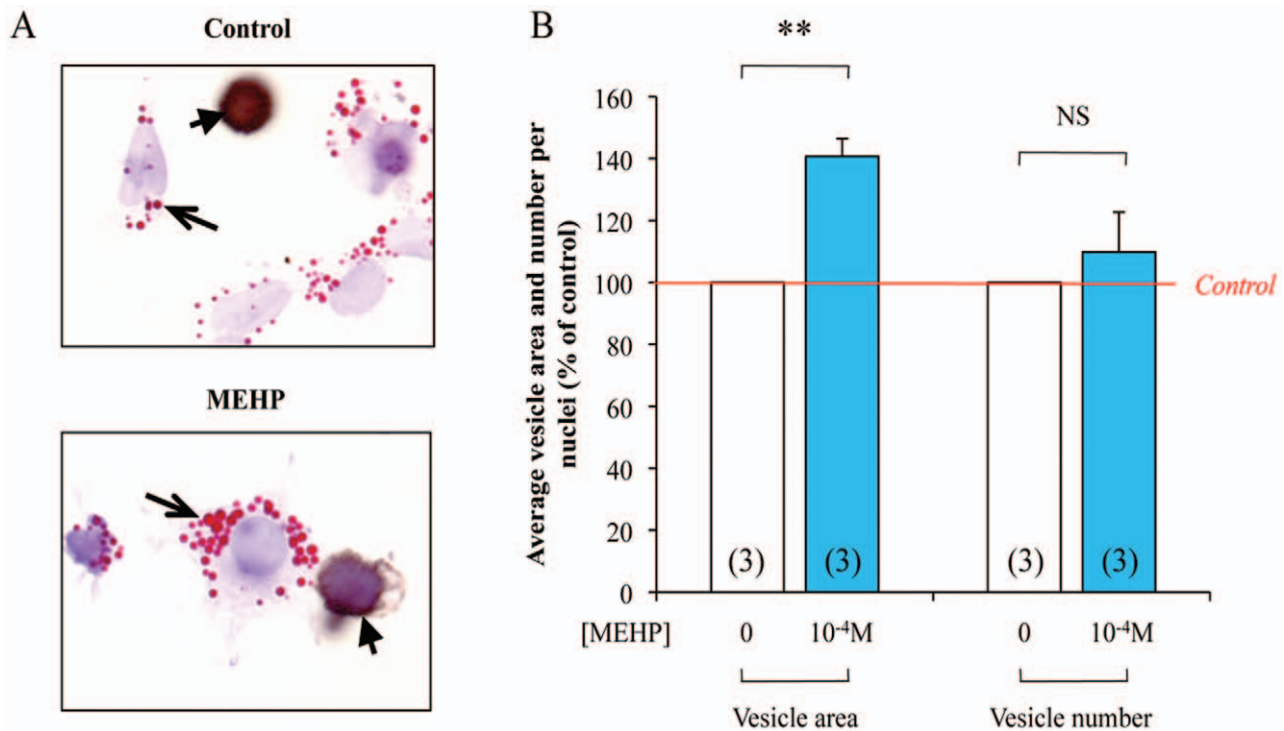 A
Control
MEHP
B
**
NS
160
140
120
100
80
60
40
20
0
Average vesicle area and number per
nuclei (% of control)
Control
(3)
(3)
(3)
(3)
[MEHP]
0
10⁻⁴M
0
10⁻⁴M
Vesicle area
Vesicle number